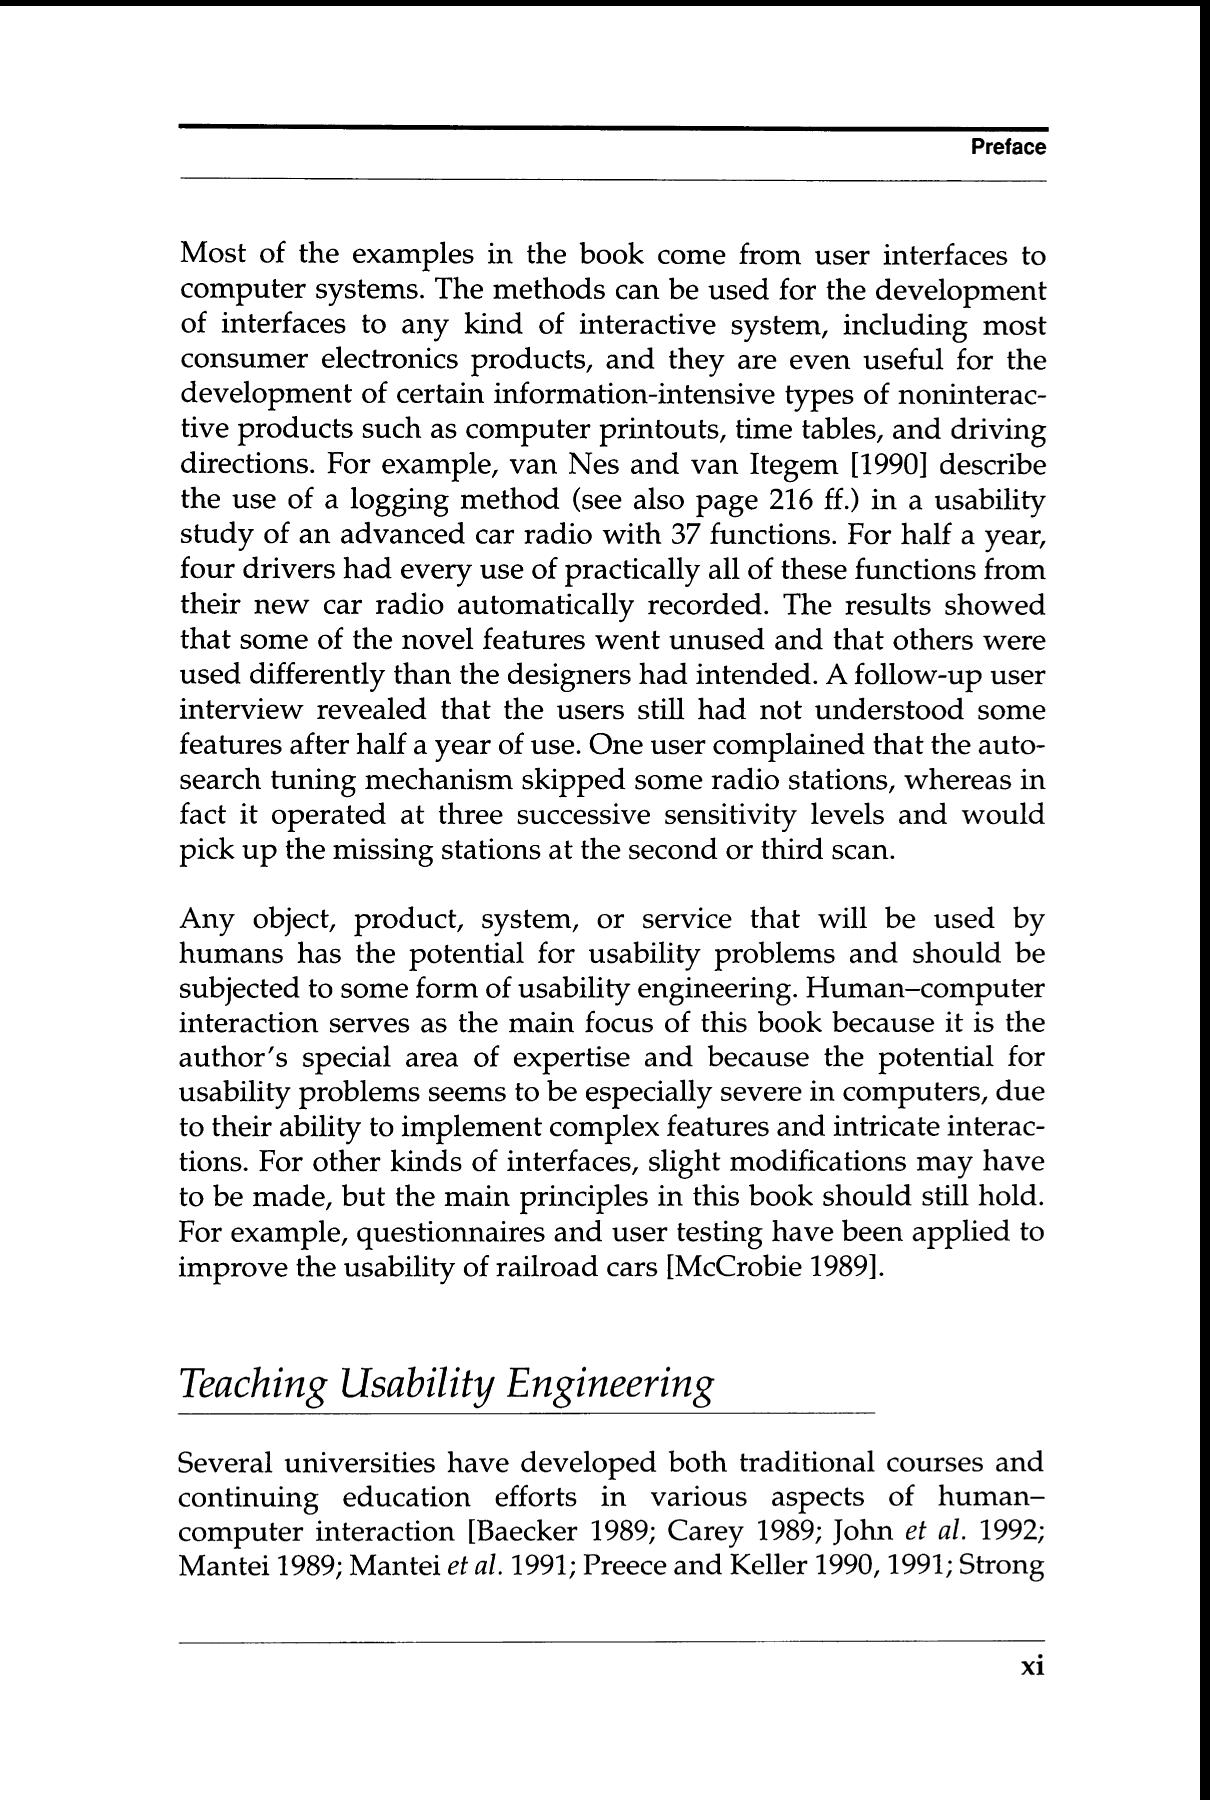 Preface
Most of the examples in the book come from user interfaces to
computer systems. The methods can be used for the development
of interfaces to any kind of interactive system, including most
consumer electronics products, and they are even useful for the
development of certain information-intensive types of noninterac-
tive products such as computer printouts, time tables, and driving
directions. For example, van Nes and van Itegem [1990] describe
the use of a logging method (see also page 216 ff.) in a usability
study of an advanced car radio with 37 functions. For half a year,
four drivers had every use of practically all of these functions from
their new car radio automatically recorded. The results showed
that some of the novel features went unused and that others were
used differently than the designers had intended. A follow-up user
interview revealed that the users still had not understood some
features after half a year of use. One user complained that the auto-
search tuning mechanism skipped some radio stations, whereas in
fact it operated at three successive sensitivity levels and would
pick up the missing stations at the second or third scan.
Any object, product, system, or service that will be used by
humans has the potential for usability problems and should be
subjected to some form of usability engineering. Human–computer
interaction serves as the main focus of this book because it is the
author's special area of expertise and because the potential for
usability problems seems to be especially severe in computers, due
to their ability to implement complex features and intricate interac-
tions. For other kinds of interfaces, slight modifications may have
to be made, but the main principles in this book should still hold.
For example, questionnaires and user testing have been applied to
improve the usability of railroad cars [McCrobie 1989].
Teaching Usability Engineering
Several universities have developed both traditional courses and
continuing education efforts in various aspects of human–
computer interaction [Baecker 1989; Carey 1989; John et al. 1992;
Mantei 1989; Mantei et al. 1991; Preece and Keller 1990, 1991; Strong
xi